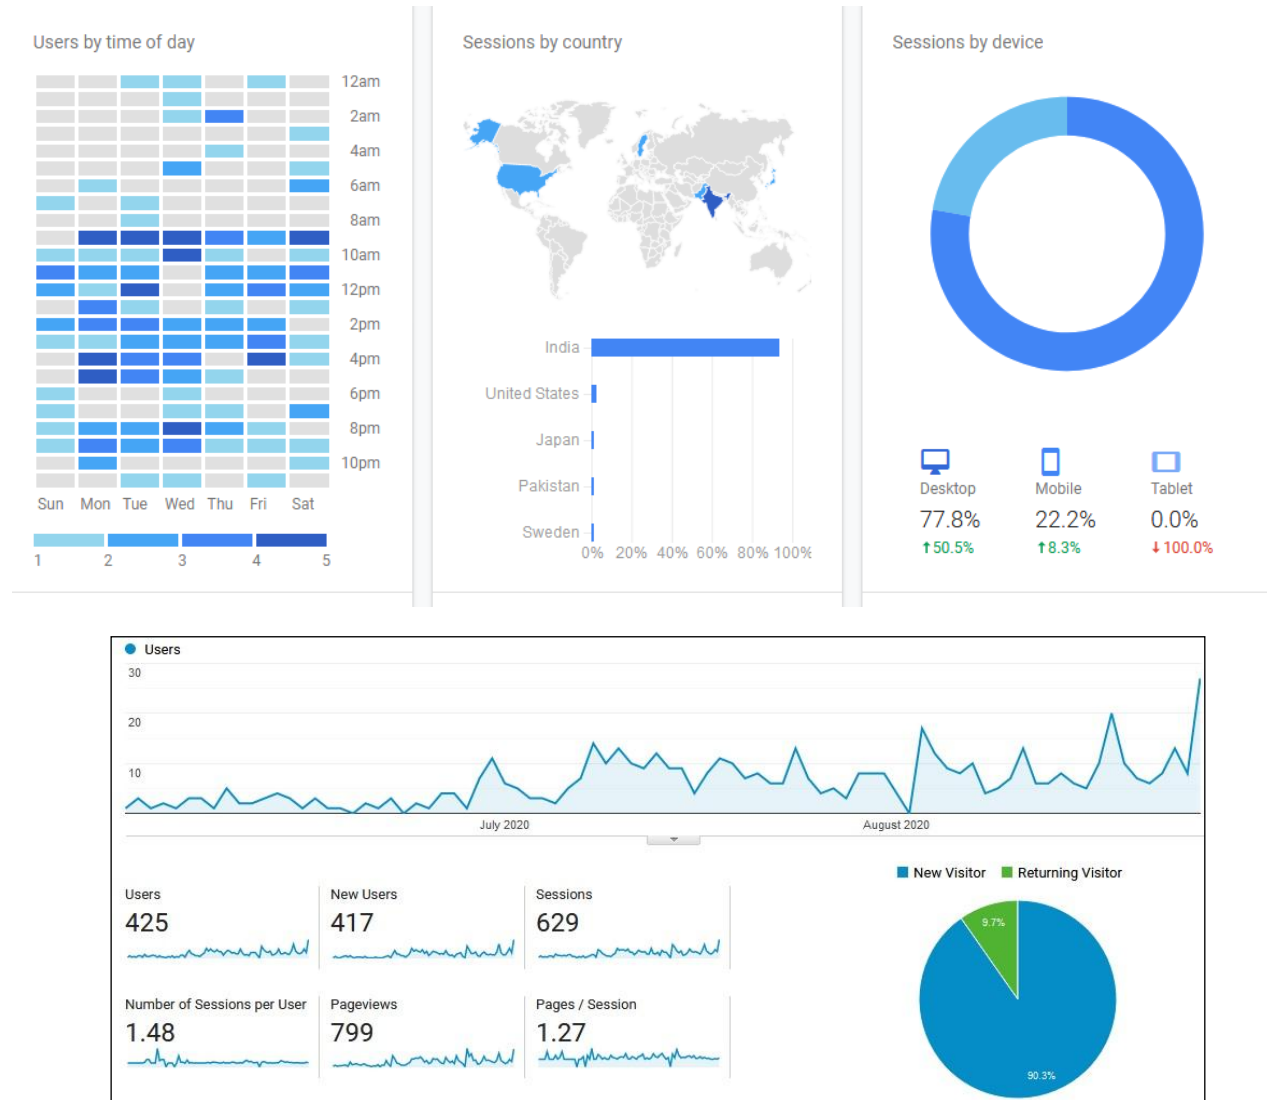 Users by time of day
12am
2am
4am
6am
8am
10am
12pm
2pm
4pm
6pm
8pm
10pm
Sun Mon Tue Wed Thu Fri Sat
1 2 3 4 5
Sessions by country
India
United States
Japan
Pakistan
Sweden
0% 20% 40% 60% 80% 100%
Sessions by device
Desktop Mobile Tablet
77.8% 22.2% 0.0%
↑50.5% ↑8.3% ↓100.0%
Users
30
20
10
July 2020 August 2020
Users New Users Sessions
425 417 629
Number of Sessions per User Pageviews Pages / Session
1.48 799 1.27
New Visitor Returning Visitor
9.7%
90.3%